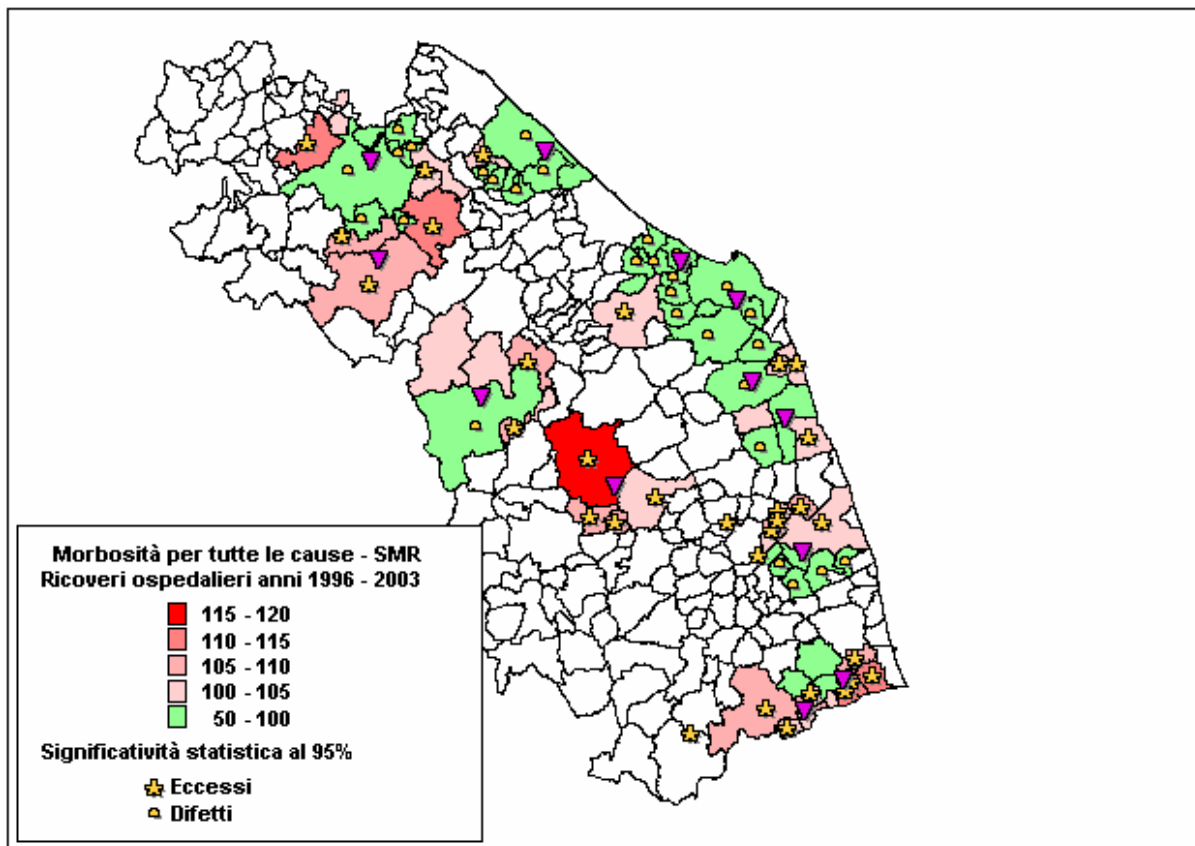 Morbosità per tutte le cause - SMR
Ricoveri ospedalieri anni 1996 - 2003
115 - 120
110 - 115
105 - 110
100 - 105
50 - 100
Significatività statistica al 95%
Eccessi
Difetti